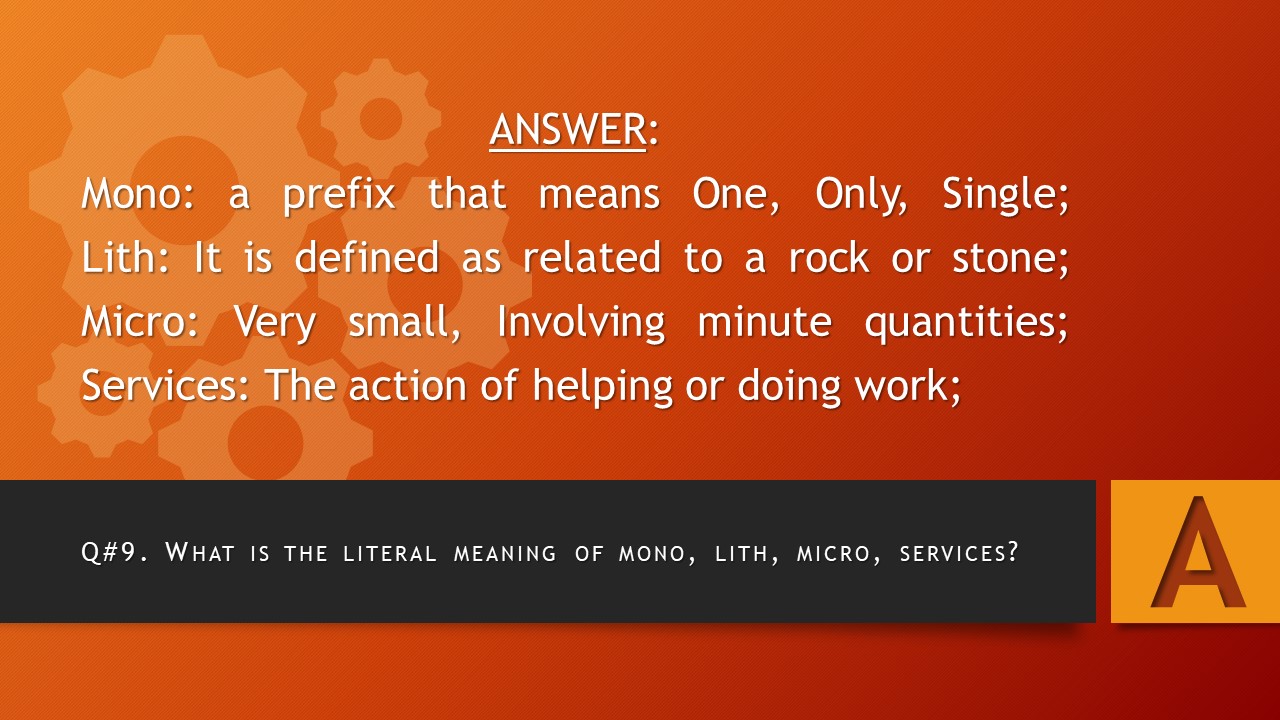 ANSWER:
Mono: a prefix that means One, Only, Single;
Lith: It is defined as related to a rock or stone;
Micro: Very small, Involving minute quantities;
Services: The action of helping or doing work;
Q#9. What is the literal meaning of mono, lith, micro, services?
A